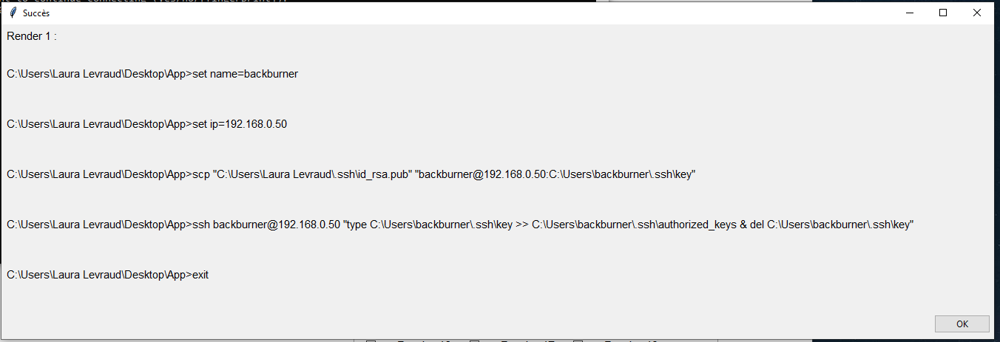 Succès
Render 1 :
C:\Users\Laura Levraud\Desktop\App>set name=backburner
C:\Users\Laura Levraud\Desktop\App>set ip=192.168.0.50
C:\Users\Laura Levraud\Desktop\App>scp "C:\Users\Laura Levraud\.ssh\id_rsa.pub" "backburner@192.168.0.50:C:\Users\backburner\.ssh\key"
C:\Users\Laura Levraud\Desktop\App>ssh backburner@192.168.0.50 "type C:\Users\backburner\.ssh\key >> C:\Users\backburner\.ssh\authorized_keys & del C:\Users\backburner\.ssh\key"
C:\Users\Laura Levraud\Desktop\App>exit
OK